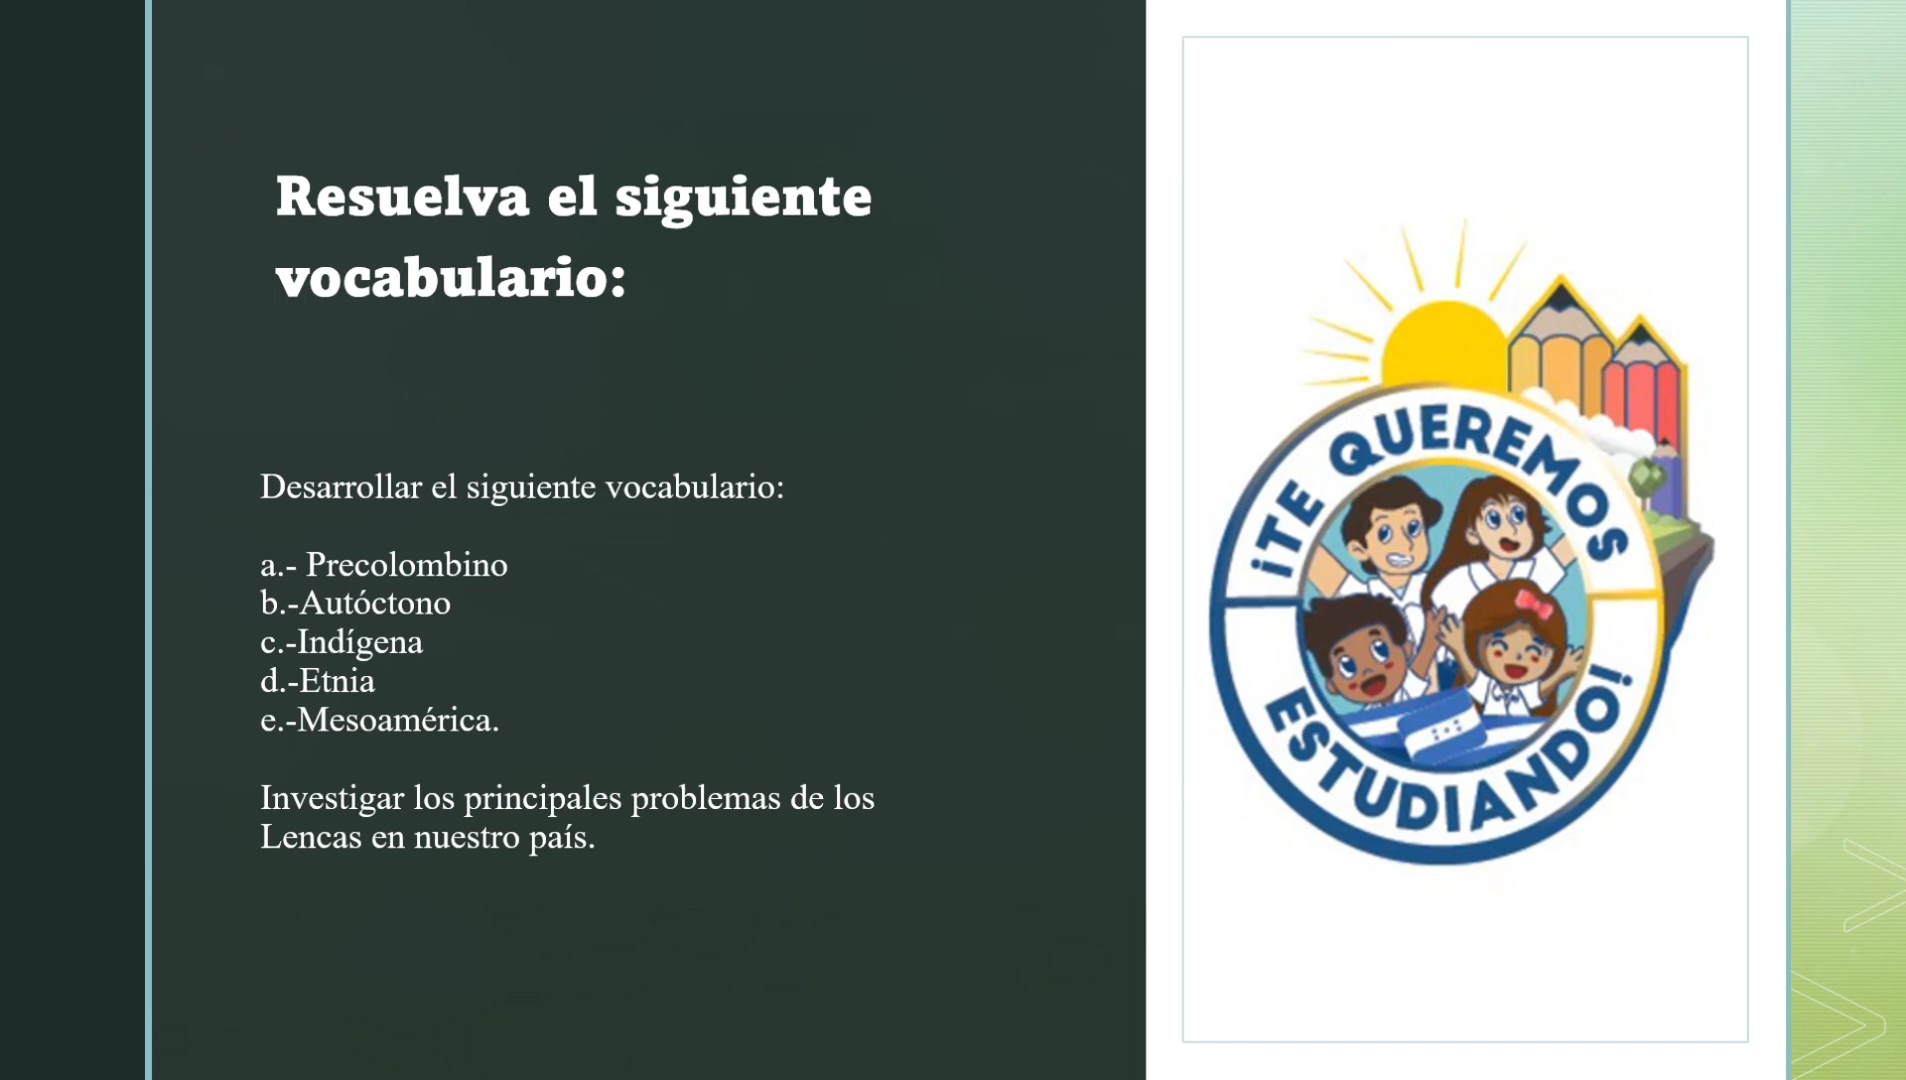 Resuelva el siguiente
vocabulario:
Desarrollar el siguiente vocabulario:
a.- Precolombino
b.-Autóctono
c.-Indígena
d.-Etnia
e.-Mesoamérica.
Investigar los principales problemas de los
Lencas en nuestro país.
¡TE QUEREMOS
ESTUDIANDO!